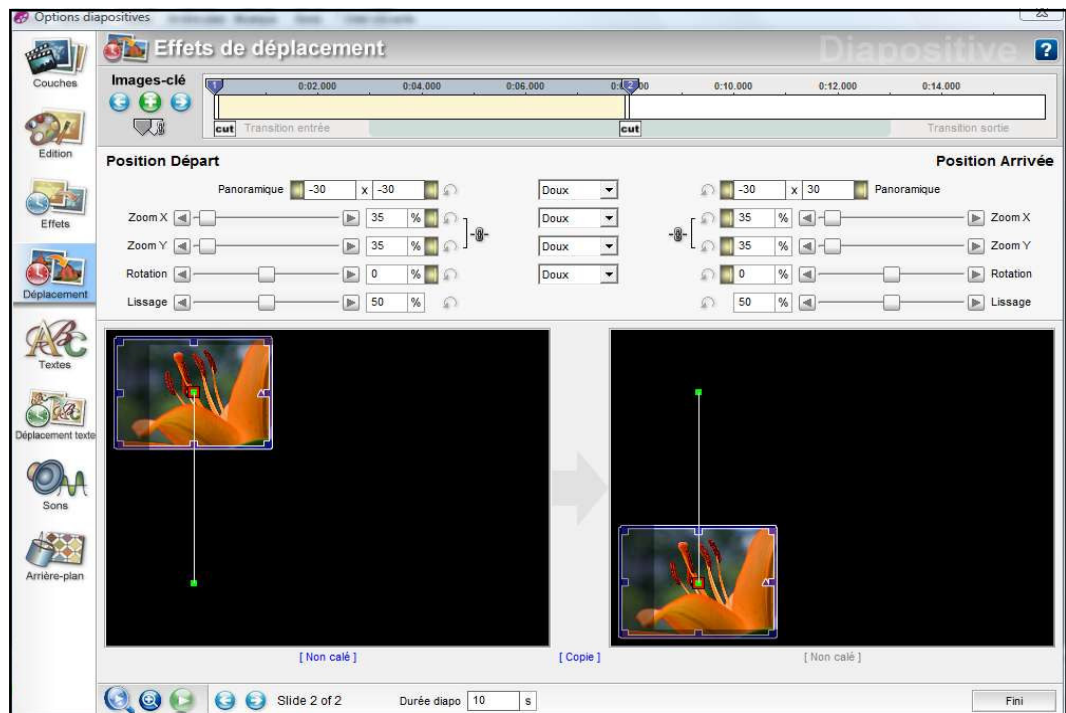 Options diapositives
Effets de déplacement
Diapositive
?
Images-clé
1
2
0:02.000 0:04.000 0:06.000 0:10.000 0:12.000 0:14.000
cut Transition entrée cut Transition sortie
Position Départ Position Arrivée
Panoramique -30 x -30 Doux -30 x 30 Panoramique
Zoom X 35 % Doux 35 % Zoom X
Zoom Y 35 % Doux 35 % Zoom Y
Rotation 0 % Doux 0 % Rotation
Lissage 50 % 50 % Lissage
Couches
Edition
Effets
Déplacement
Textes
Déplacement texte
Sons
Arrière-plan
[ Non calé ] [ Copie ] [ Non calé ]
Slide 2 of 2 Durée diapo 10 s Fini